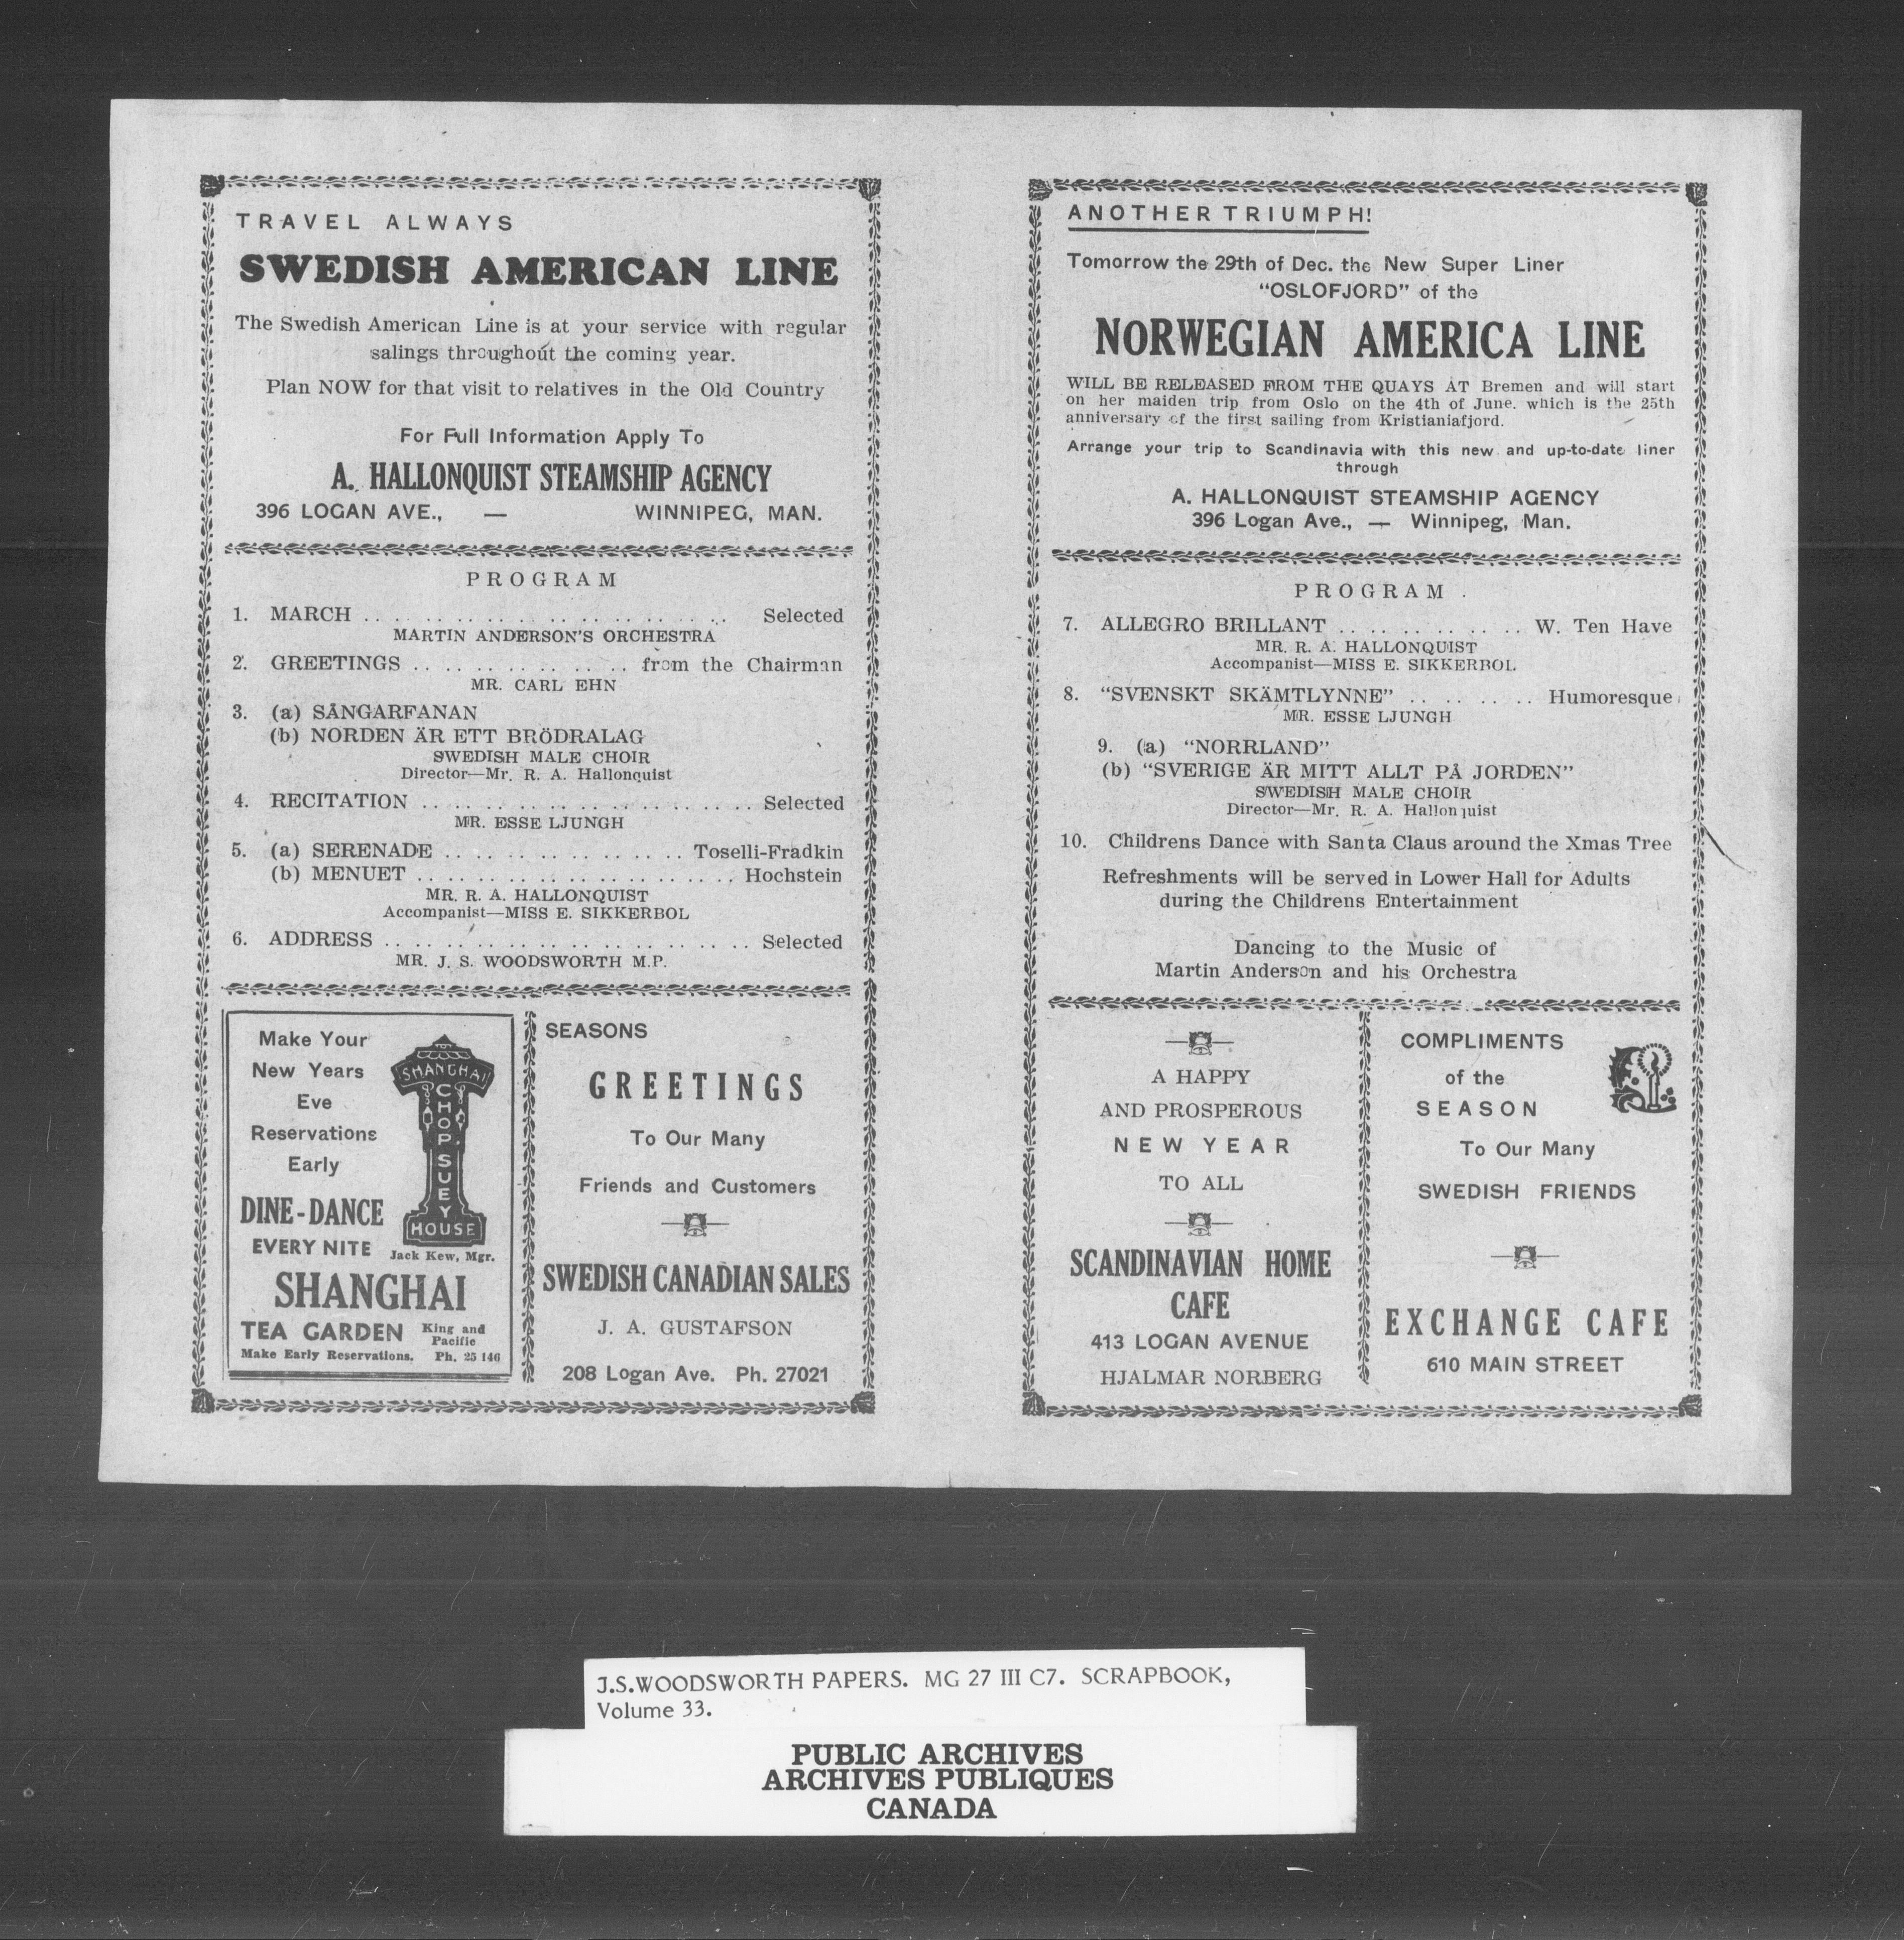 TRAVEL ALWAYS
SWEDISH AMERICAN LINE
The Swedish American Line is at your service with regular
salings throughout the coming year.
Plan NOW for that visit to relatives in the Old Country
For Full Information Apply To
A. HALLONQUIST STEAMSHIP AGENCY
396 LOGAN AVE., — WINNIPEG, MAN.
PROGRAM
1. MARCH . . . . . . . . . . . . . . . . . . . . . . . Selected
MARTIN ANDERSON'S ORCHESTRA
2. GREETINGS . . . . . . . . . . . . . . from the Chairman
MR. CARL EHN
3. (a) SÅNGARFANAN
(b) NORDEN ÄR ETT BRÖDRALAG
SWEDISH MALE CHOIR
Director—Mr. R. A. Hallonquist
4. RECITATION . . . . . . . . . . . . . . . . . . . . . Selected
MR. ESSE LJUNGH
5. (a) SERENADE . . . . . . . . . . . . . . . . Toselli-Fradkin
(b) MENUET . . . . . . . . . . . . . . . . . . . . . Hochstein
MR. R. A. HALLONQUIST
Accompanist—MISS E. SIKKERBOL
6. ADDRESS . . . . . . . . . . . . . . . . . . . . . . . Selected
MR. J. S. WOODSWORTH M.P.
Make Your
New Years
Eve
Reservations
Early
DINE-DANCE
EVERY NITE
SHANGHAI
CHOP SUEY
HOUSE
Jack Kew, Mgr.
SHANGHAI
TEA GARDEN King and
Pacific
Make Early Reservations. Ph. 25 146
SEASONS
GREETINGS
To Our Many
Friends and Customers
SWEDISH CANADIAN SALES
J. A. GUSTAFSON
208 Logan Ave. Ph. 27021
ANOTHER TRIUMPH!
Tomorrow the 29th of Dec. the New Super Liner
"OSLOFJORD" of the
NORWEGIAN AMERICA LINE
WILL BE RELEASED FROM THE QUAYS AT Bremen and will start
on her maiden trip from Oslo on the 4th of June. which is the 25th
anniversary of the first sailing from Kristianiafjord.
Arrange your trip to Scandinavia with this new and up-to-date liner
through
A. HALLONQUIST STEAMSHIP AGENCY
396 Logan Ave., — Winnipeg, Man.
PROGRAM
7. ALLEGRO BRILLANT . . . . . . . . . . . . W. Ten Have
MR. R. A. HALLONQUIST
Accompanist—MISS E. SIKKERBOL
8. "SVENSKT SKÄMTLYNNE" . . . . . . . . Humoresque
MR. ESSE LJUNGH
9. (a) "NORRLAND"
(b) "SVERIGE ÄR MITT ALLT PÅ JORDEN"
SWEDISH MALE CHOIR
Director—Mr. R. A. Hallonquist
10. Childrens Dance with Santa Claus around the Xmas Tree
Refreshments will be served in Lower Hall for Adults
during the Childrens Entertainment
Dancing to the Music of
Martin Anderson and his Orchestra
A HAPPY
AND PROSPEROUS
NEW YEAR
TO ALL
SCANDINAVIAN HOME
CAFE
413 LOGAN AVENUE
HJALMAR NORBERG
COMPLIMENTS
of the
SEASON
To Our Many
SWEDISH FRIENDS
EXCHANGE CAFE
610 MAIN STREET
J.S.WOODSWORTH PAPERS. MG 27 III C7. SCRAPBOOK,
Volume 33.
PUBLIC ARCHIVES
ARCHIVES PUBLIQUES
CANADA